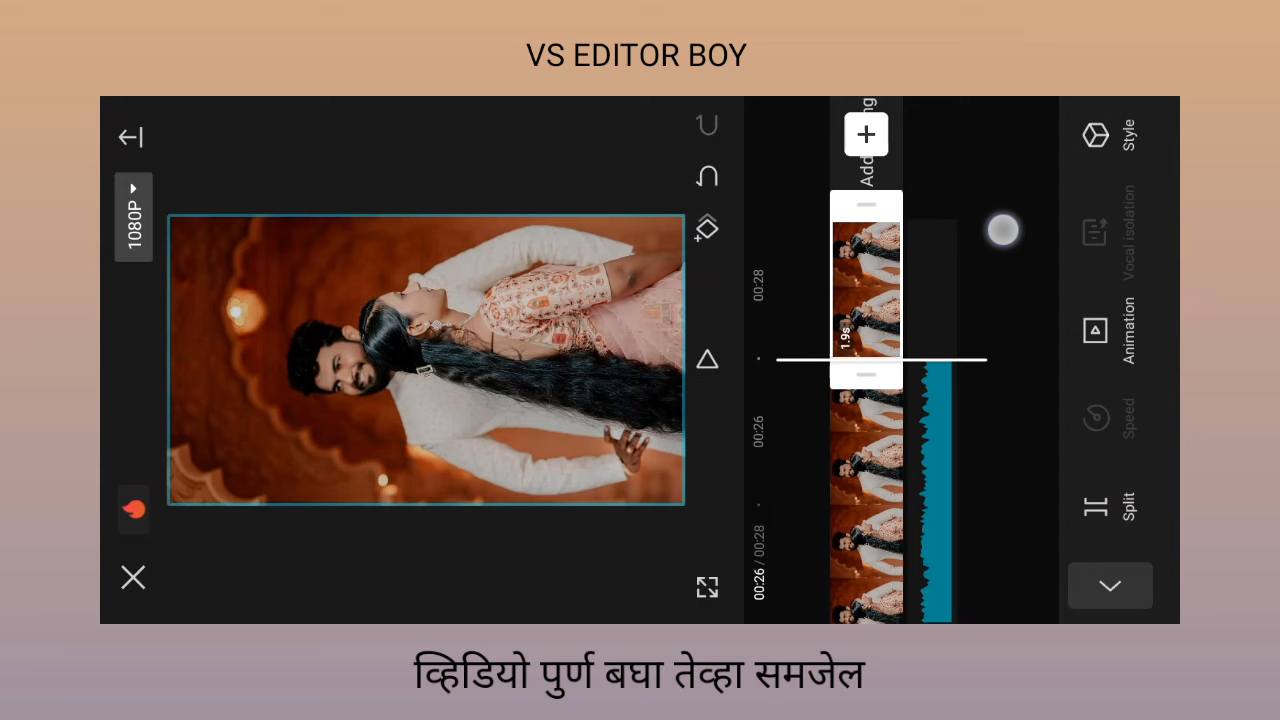 VS EDITOR BOY
1080P
00:26 / 00:28
00:26
00:28
1.9s
Split
Speed
Animation
Vocal isolation
Style
व्हिडियो पुर्ण बघा तेव्हा समजेल